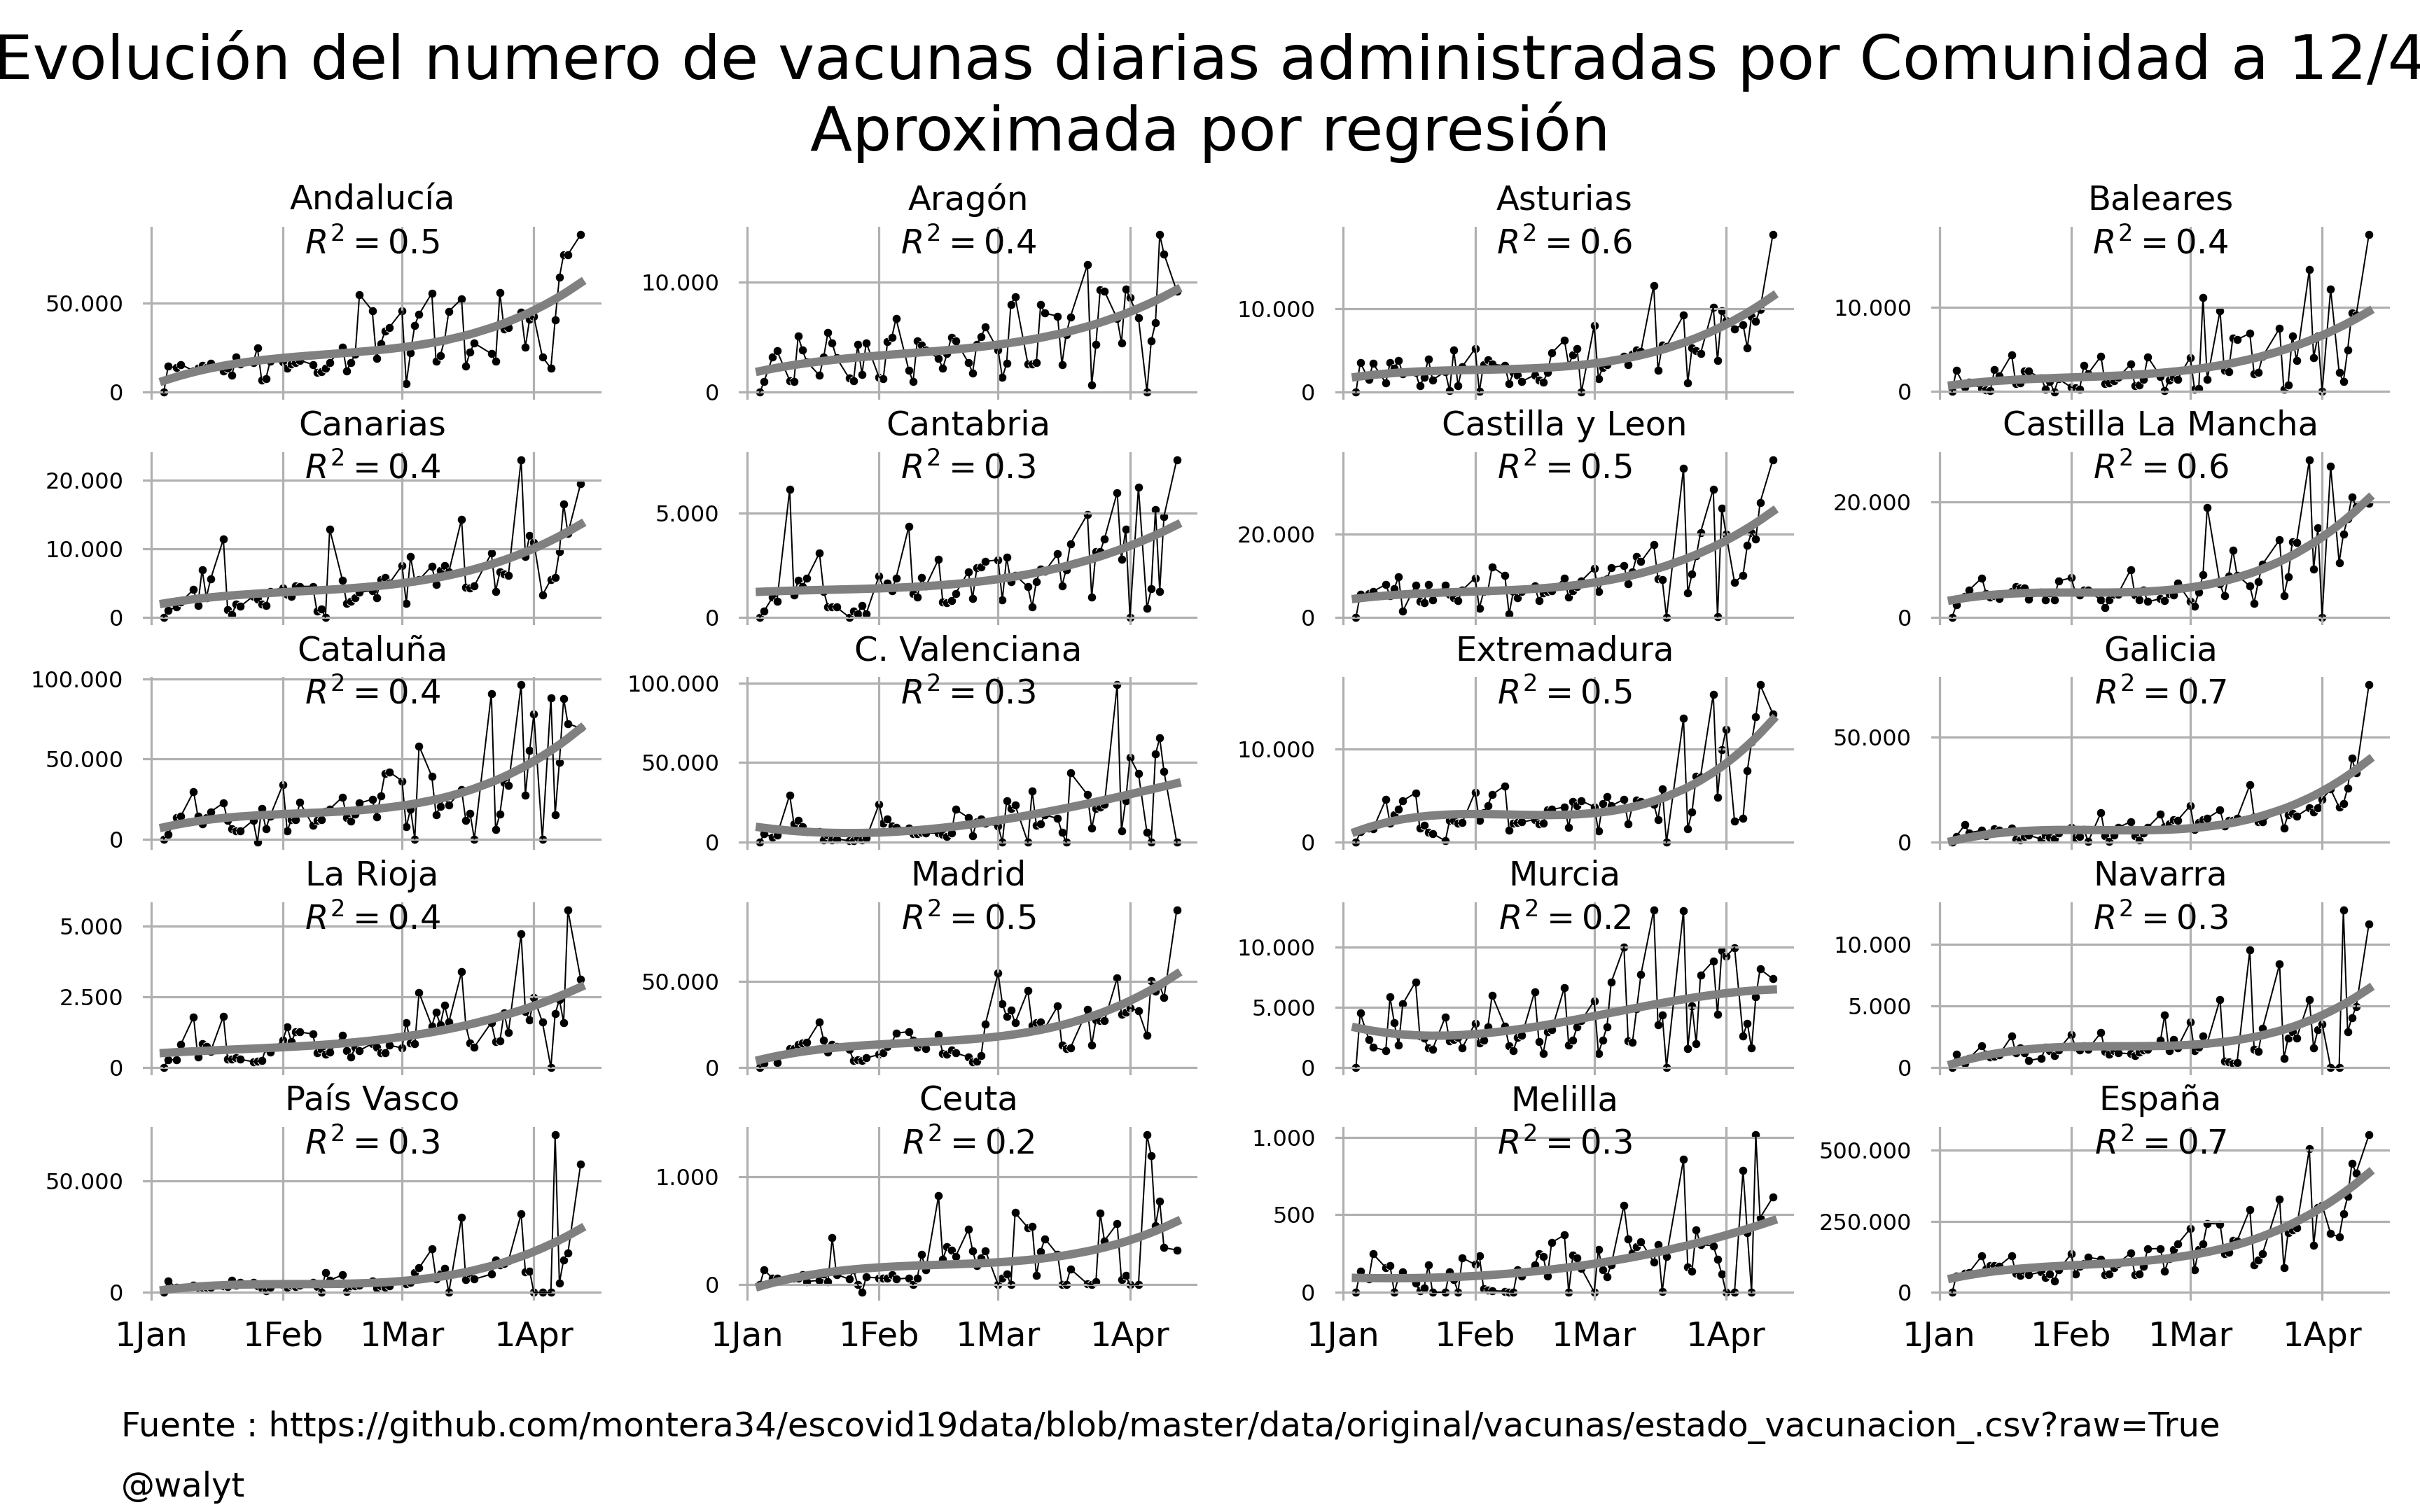 Evolución del numero de vacunas diarias administradas por Comunidad a 12/4
Aproximada por regresión
Andalucía
R² = 0.5
50.000
0
Aragón
R² = 0.4
10.000
0
Asturias
R² = 0.6
10.000
0
Baleares
R² = 0.4
10.000
0
Canarias
R² = 0.4
20.000
10.000
0
Cantabria
R² = 0.3
5.000
0
Castilla y Leon
R² = 0.5
20.000
0
Castilla La Mancha
R² = 0.6
20.000
0
Cataluña
R² = 0.4
100.000
50.000
0
C. Valenciana
R² = 0.3
100.000
50.000
0
Extremadura
R² = 0.5
10.000
0
Galicia
R² = 0.7
50.000
0
La Rioja
R² = 0.4
5.000
2.500
0
Madrid
R² = 0.5
50.000
0
Murcia
R² = 0.2
10.000
5.000
0
Navarra
R² = 0.3
10.000
5.000
0
País Vasco
R² = 0.3
50.000
0
1Jan 1Feb 1Mar 1Apr
Ceuta
R² = 0.2
1.000
0
1Jan 1Feb 1Mar 1Apr
Melilla
R² = 0.3
1.000
500
0
1Jan 1Feb 1Mar 1Apr
España
R² = 0.7
500.000
250.000
0
1Jan 1Feb 1Mar 1Apr
Fuente : https://github.com/montera34/escovid19data/blob/master/data/original/vacunas/estado_vacunacion_.csv?raw=True
@walyt